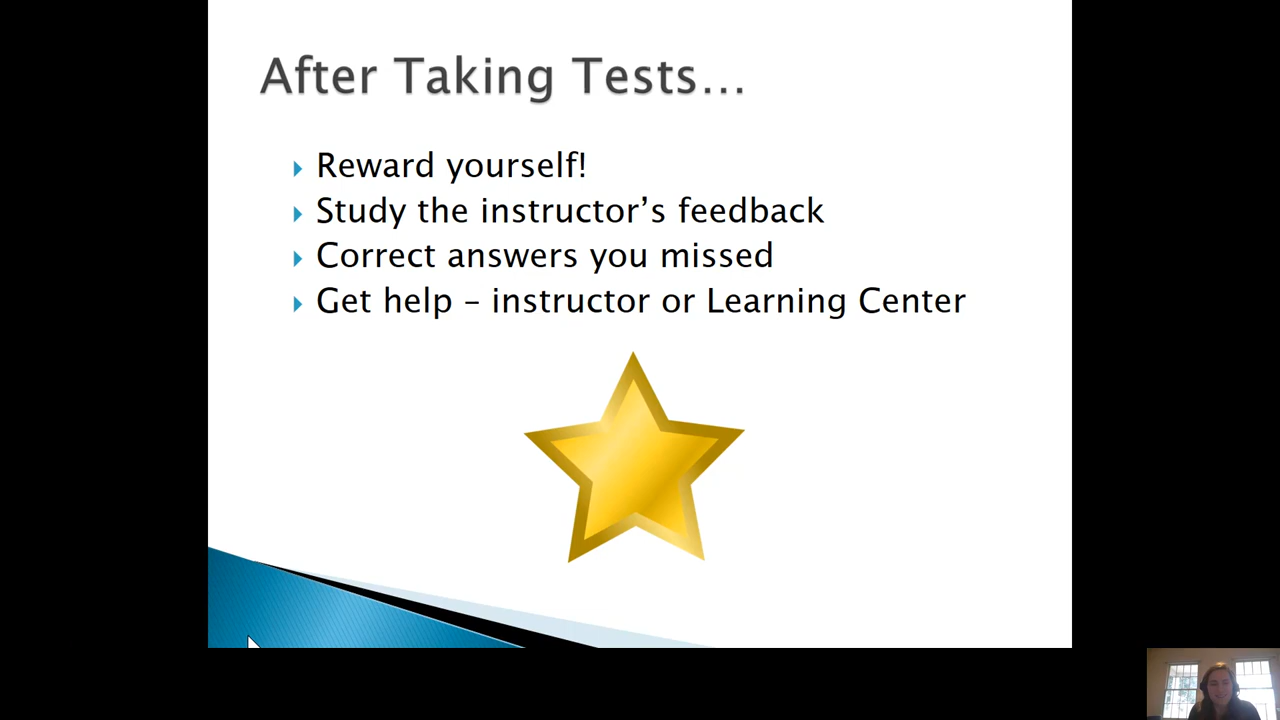 After Taking Tests…
Reward yourself!
Study the instructor’s feedback
Correct answers you missed
Get help – instructor or Learning Center